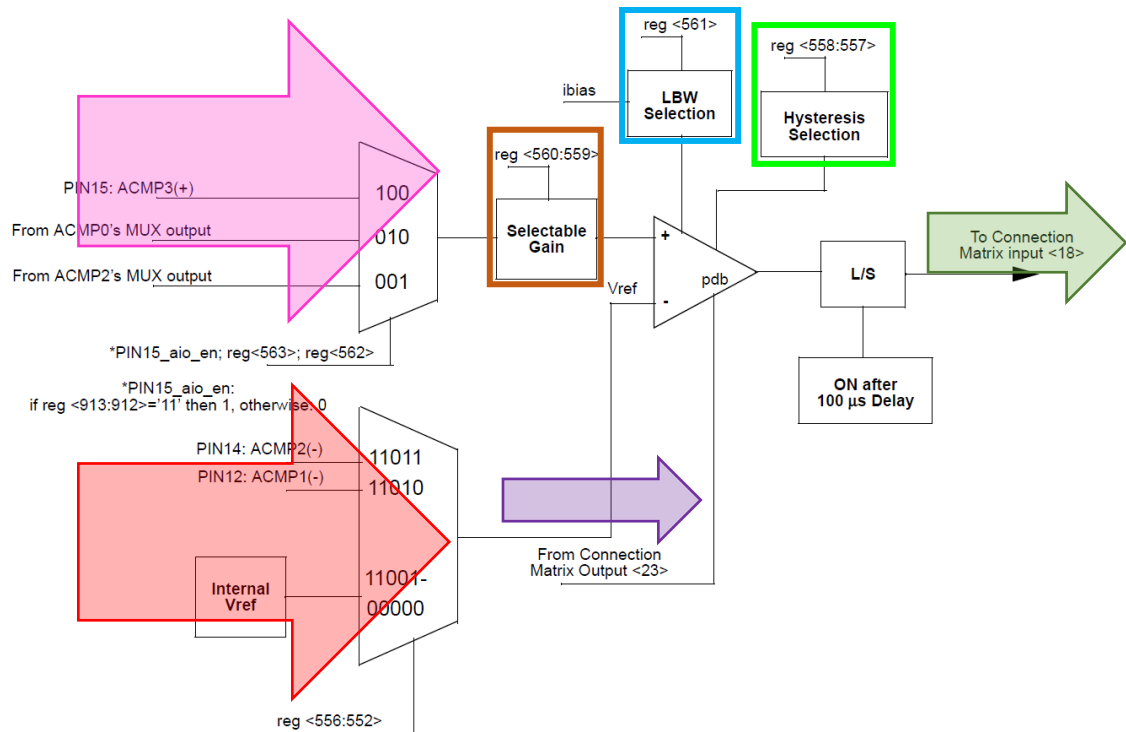 reg <561>
reg <558:557>
ibias
LBW
Selection
Hysteresis
Selection
reg <560:559>
PIN15: ACMP3(+)
100
From ACMP0's MUX output
010
Selectable
Gain
+
To Connection
Matrix input <18>
From ACMP2's MUX output
001
pdb
L/S
Vref
-
*PIN15_aio_en; reg<563>; reg<562>
*PIN15_aio_en:
if reg <913:912>='11' then 1, otherwise: 0
ON after
100 µs Delay
PIN14: ACMP2(-)
11011
PIN12: ACMP1(-)
11010
From Connection
Matrix Output <23>
Internal
Vref
11001-
00000
reg <556:552>